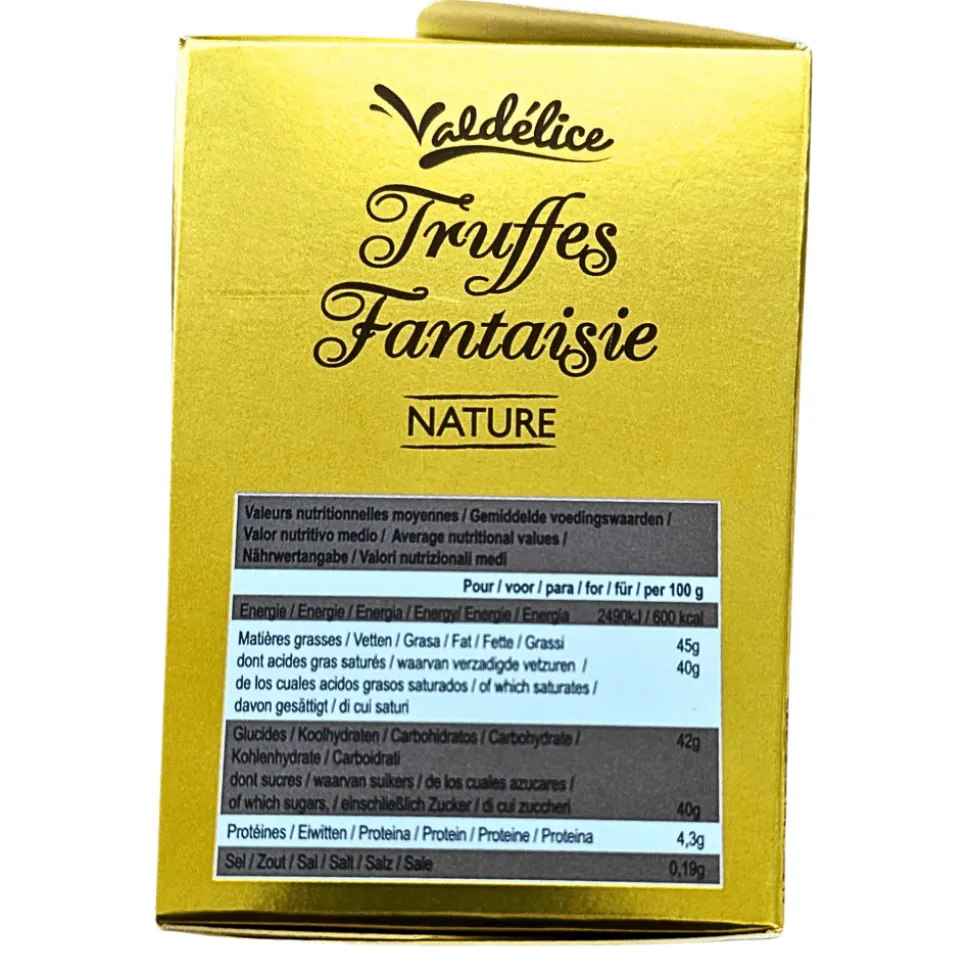 Valdélice
Truffes
Fantaisie
NATURE
Valeurs nutritionnelles moyennes / Gemiddelde voedingswaarden /
Valor nutritivo medio / Average nutritional values /
Nährwertangabe / Valori nutrizionali medi
Pour / voor / para / for / für / per 100 g
Energie / Energie / Energia / Energy/ Energie / Energia 2490kJ / 600 kcal
Matières grasses / Vetten / Grasa / Fat / Fette / Grassi 45g
dont acides gras saturés / waarvan verzadigde vetzuren / 40g
de los cuales acidos grasos saturados / of which saturates /
davon gesättigt / di cui saturi
Glucides / Koolhydraten / Carbohidratos / Carbohydrate / 42g
Kohlenhydrate / Carboidrati
dont sucres / waarvan suikers / de los cuales azucares /
of which sugars, / einschließlich Zucker / di cui zuccheri 40g
Protéines / Eiwitten / Proteina / Protein / Proteine / Proteina 4,3g
Sel / Zout / Sal / Salt / Salz / Sale 0,19g